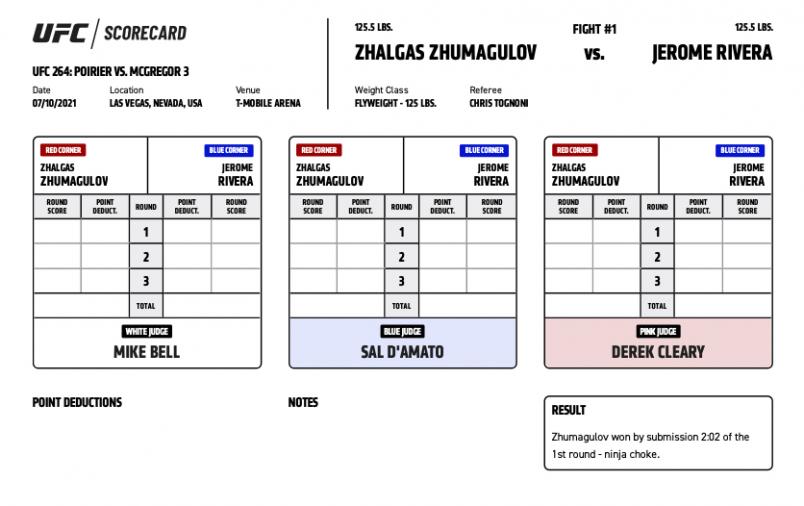 UFC SCORECARD
UFC 264: POIRIER VS. MCGREGOR 3
Date Location Venue
07/10/2021 LAS VEGAS, NEVADA, USA T-MOBILE ARENA
125.5 LBS. FIGHT #1 125.5 LBS.
ZHALGAS ZHUMAGULOV vs. JEROME RIVERA
Weight Class Referee
FLYWEIGHT - 125 LBS. CHRIS TOGNONI
RED CORNER BLUE CORNER
ZHALGAS JEROME
ZHUMAGULOV RIVERA
ROUND SCORE POINT DEDUCT. ROUND POINT DEDUCT. ROUND SCORE
1
2
3
TOTAL
WHITE JUDGE
MIKE BELL
RED CORNER BLUE CORNER
ZHALGAS JEROME
ZHUMAGULOV RIVERA
ROUND SCORE POINT DEDUCT. ROUND POINT DEDUCT. ROUND SCORE
1
2
3
TOTAL
BLUE JUDGE
SAL D'AMATO
RED CORNER BLUE CORNER
ZHALGAS JEROME
ZHUMAGULOV RIVERA
ROUND SCORE POINT DEDUCT. ROUND POINT DEDUCT. ROUND SCORE
1
2
3
TOTAL
PINK JUDGE
DEREK CLEARY
POINT DEDUCTIONS
NOTES
RESULT
Zhumagulov won by submission 2:02 of the
1st round - ninja choke.